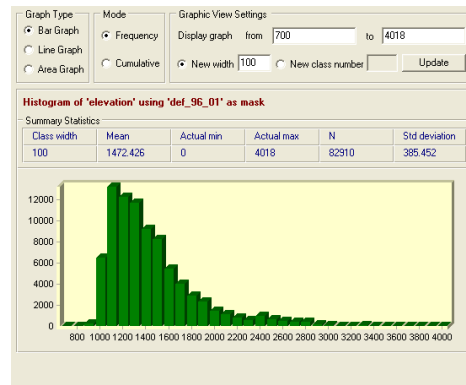 Graph Type
Mode
Graphic View Settings
Bar Graph
Frequency
Display graph from 700 to 4018
Line Graph
Area Graph
Cumulative
New width 100 New class number Update
Histogram of 'elevation' using 'def_96_01' as mask
Summary Statistics
Class width Mean Actual min Actual max N Std deviation
100 1472.426 0 4018 82910 385.452
12000
10000
8000
6000
4000
2000
0
800 1000 1200 1400 1600 1800 2000 2200 2400 2600 2800 3000 3200 3400 3600 3800 4000